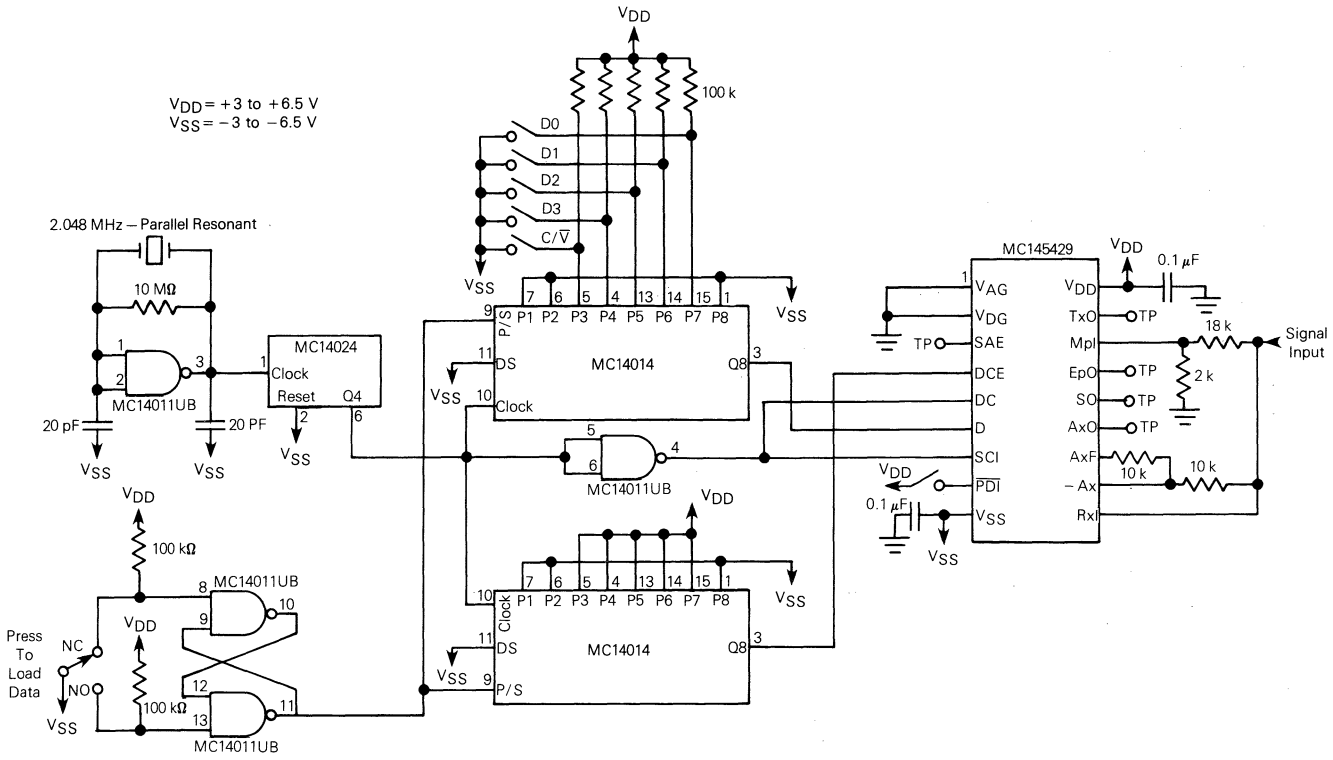 VDD
VDD = +3 to +6.5 V
VSS = −3 to −6.5 V
100 k
D0
D1
D2
D3
C/V̅
VSS
2.048 MHz – Parallel Resonant
10 MΩ
1
2
3
MC14011UB
20 pF
20 PF
VSS
VSS
MC14024
1
Clock
Reset
Q4
2
6
VSS
7 6 5 4 13 14 15 1
P1 P2 P3 P4 P5 P6 P7 P8
VSS
9
P/S
11
DS
VSS
MC14014
Q8
3
10
Clock
5
6
4
MC14011UB
VDD
7 6 5 4 13 14 15 1
P1 P2 P3 P4 P5 P6 P7 P8
VSS
10
Clock
11
DS
VSS
MC14014
Q8
3
9
P/S
VDD
100 kΩ
MC14011UB
8
9
10
VDD
Press
To
Load
Data
NC
NO
VSS
100 kΩ
12
13
11
MC14011UB
MC145429
1
VAG
VDG
SAE
TP
DCE
DC
D
SCI
P̅D̅I̅
VDD
0.1 µF
VSS
VSS
VDD
VDD
0.1 µF
TxO
TP
MpI
18 k
Signal
Input
2 k
EpO
TP
SO
TP
AxO
TP
AxF
10 k
– Ax
10 k
RxI